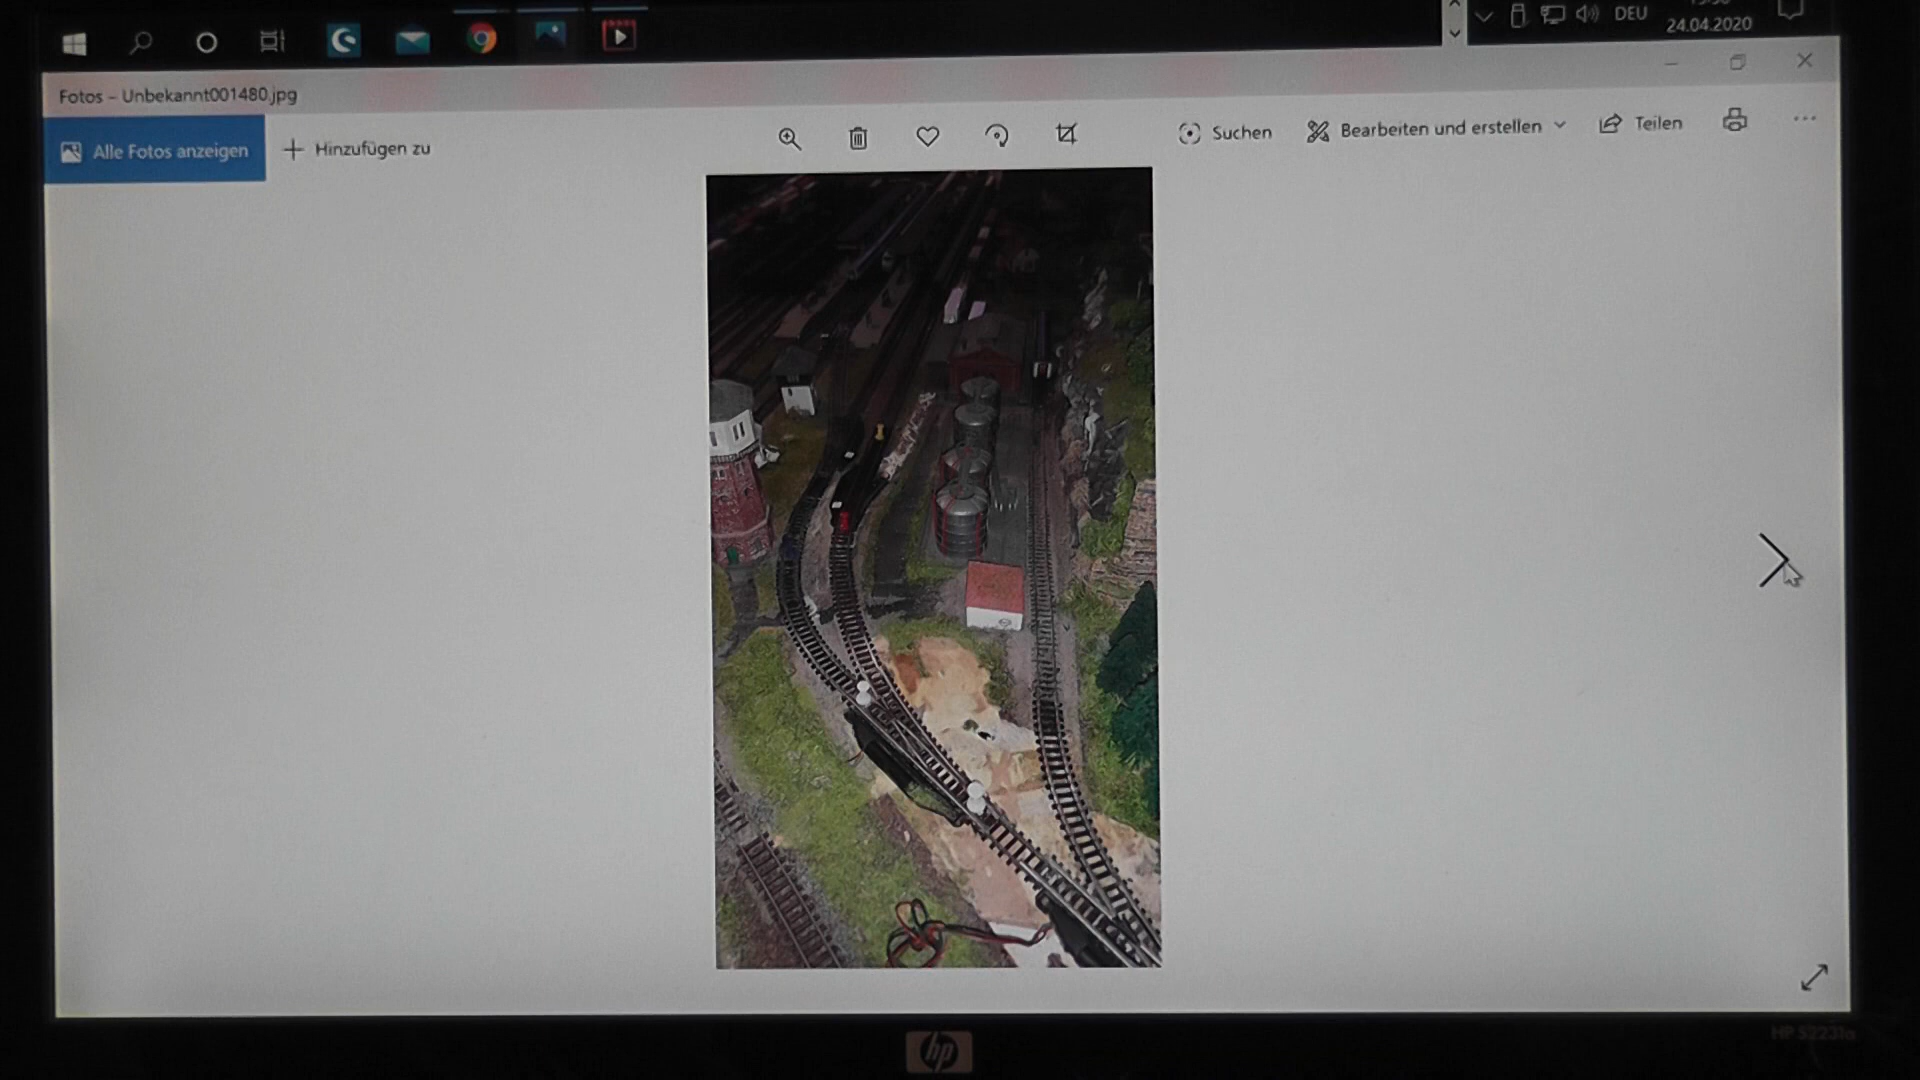 DEU
24.04.2020
Fotos – Unbekannt001480.jpg
Alle Fotos anzeigen
Hinzufügen zu
Suchen
Bearbeiten und erstellen
Teilen
hp